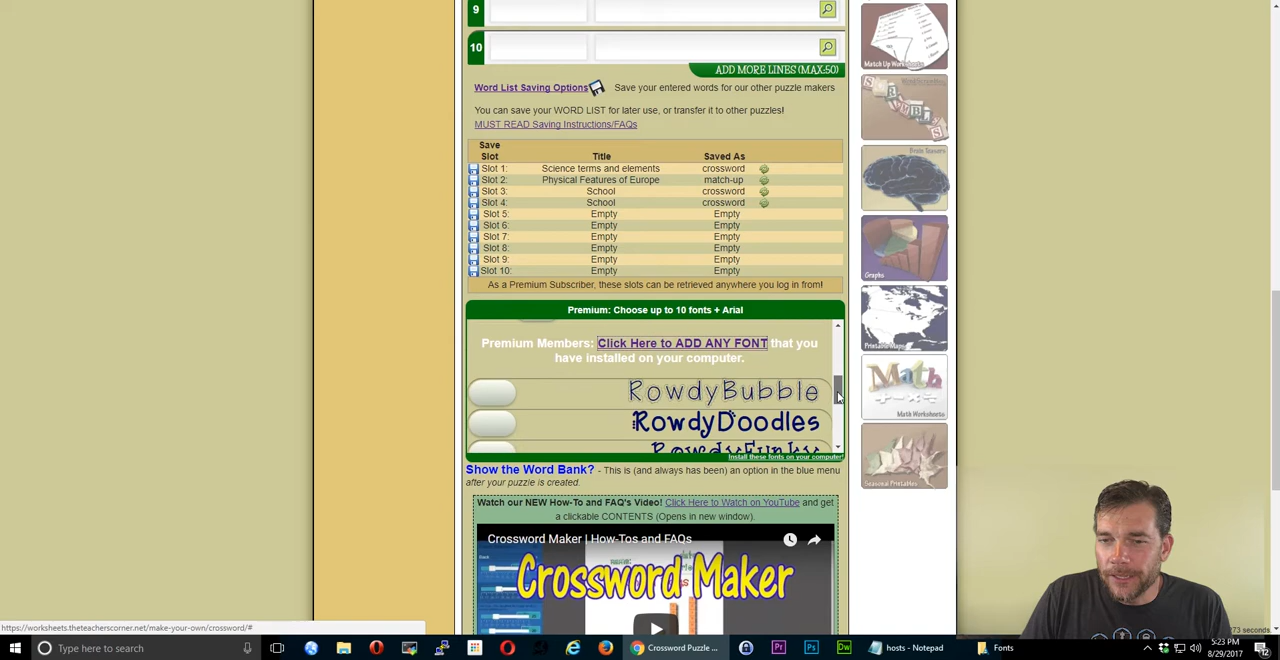 9
10
ADD MORE LINES (MAX:50)
Word List Saving Options Save your entered words for our other puzzle makers
You can save your WORD LIST for later use, or transfer it to other puzzles!
MUST READ Saving Instructions/FAQs
Save
Slot Title Saved As
Slot 1: Science terms and elements crossword
Slot 2: Physical Features of Europe match-up
Slot 3: School crossword
Slot 4: School crossword
Slot 5: Empty Empty
Slot 6: Empty Empty
Slot 7: Empty Empty
Slot 8: Empty Empty
Slot 9: Empty Empty
Slot 10: Empty Empty
As a Premium Subscriber, these slots can be retrieved anywhere you log in from!
Premium: Choose up to 10 fonts + Arial
Premium Members: Click Here to ADD ANY FONT that you
have installed on your computer.
RowdyBubble
RowdyDoodles
RowdyFunky
Install these fonts on your computer!
Show the Word Bank? - This is (and always has been) an option in the blue menu
after your puzzle is created.
Watch our NEW How-To and FAQ's Video! Click Here to Watch on YouTube and get
a clickable CONTENTS (Opens in new window).
Crossword Maker | How-Tos and FAQs
Crossword Maker
Match Up Worksheets
Brain Teasers
Graphs
Printable Maps
Math
Math Worksheets
Seasonal Printables
https://worksheets.theteacherscorner.net/make-your-own/crossword/#
73 seconds.
Type here to search
Crossword Puzzle ...
hosts - Notepad
Fonts
5:23 PM
8/29/2017